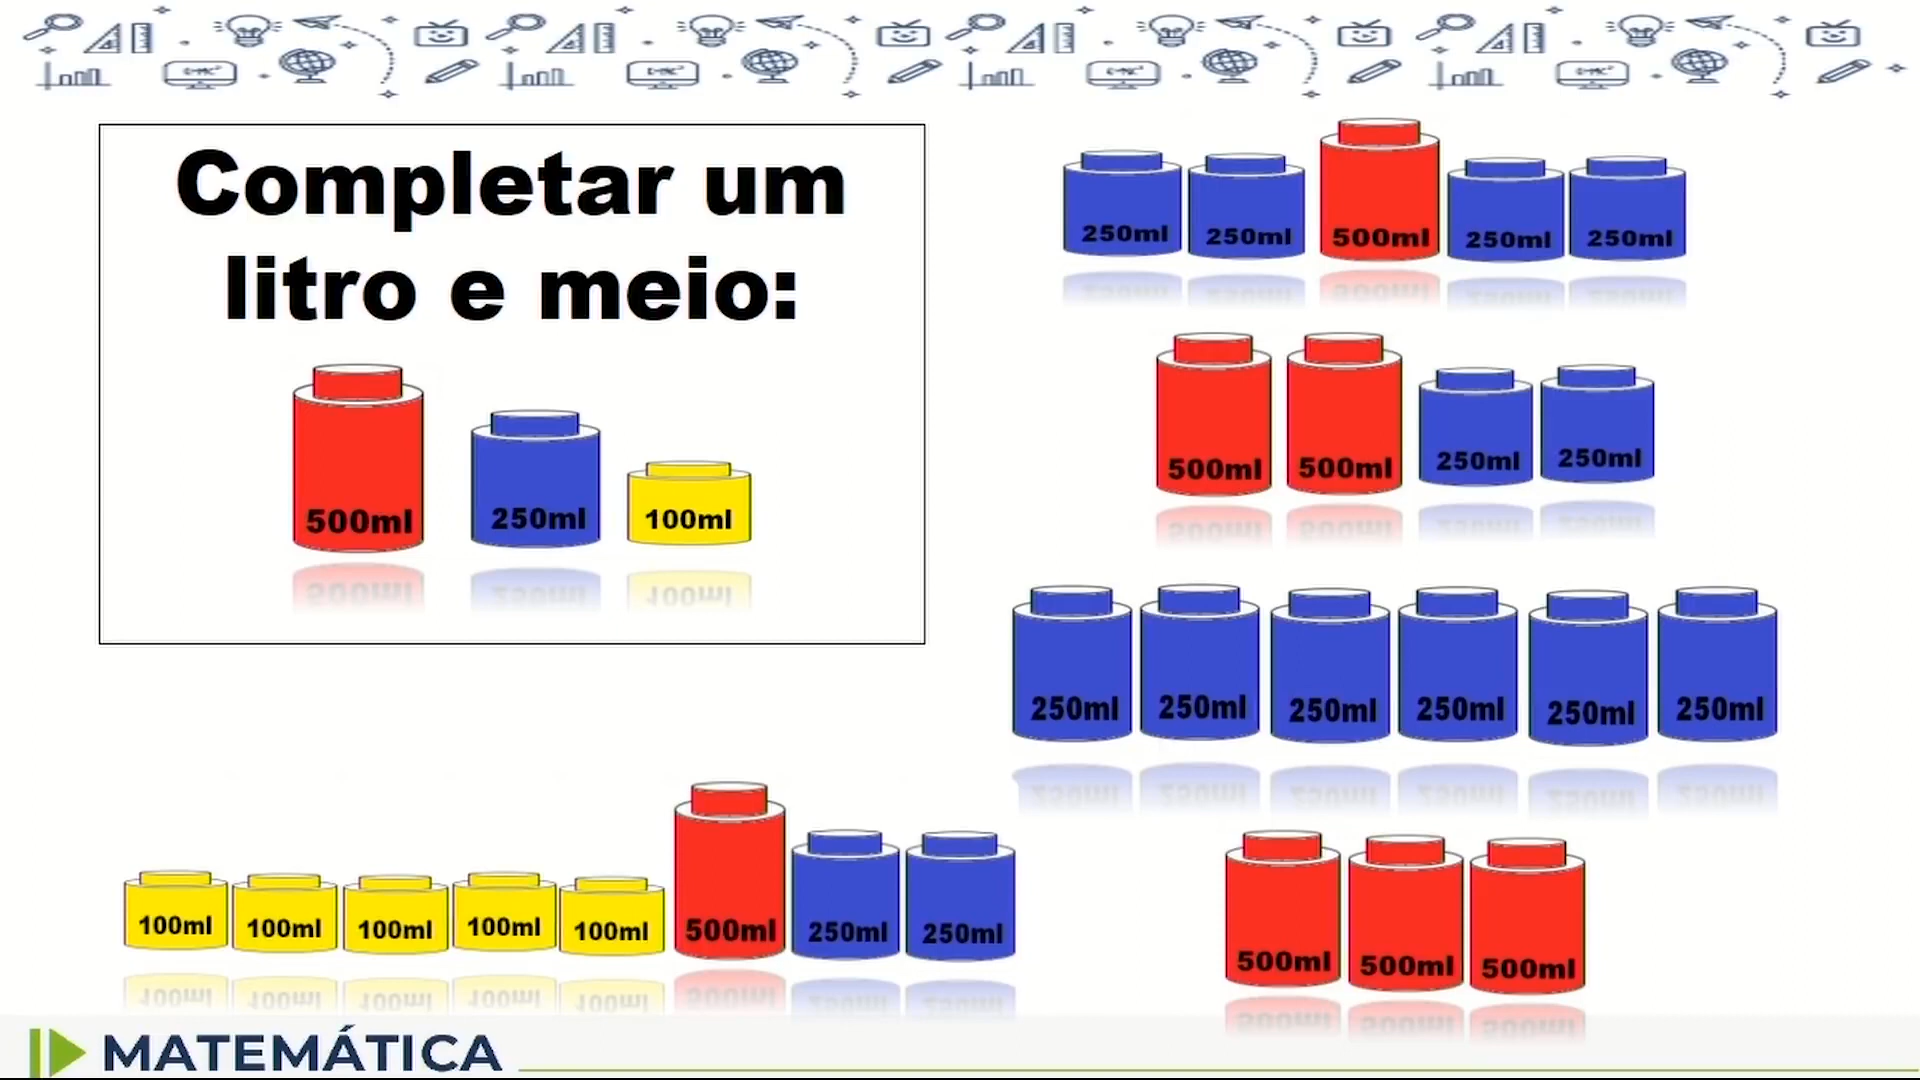 Completar um
litro e meio:
500ml 250ml 100ml
250ml 250ml 500ml 250ml 250ml
500ml 500ml 250ml 250ml
250ml 250ml 250ml 250ml 250ml 250ml
100ml 100ml 100ml 100ml 100ml 500ml 250ml 250ml
500ml 500ml 500ml
MATEMÁTICA